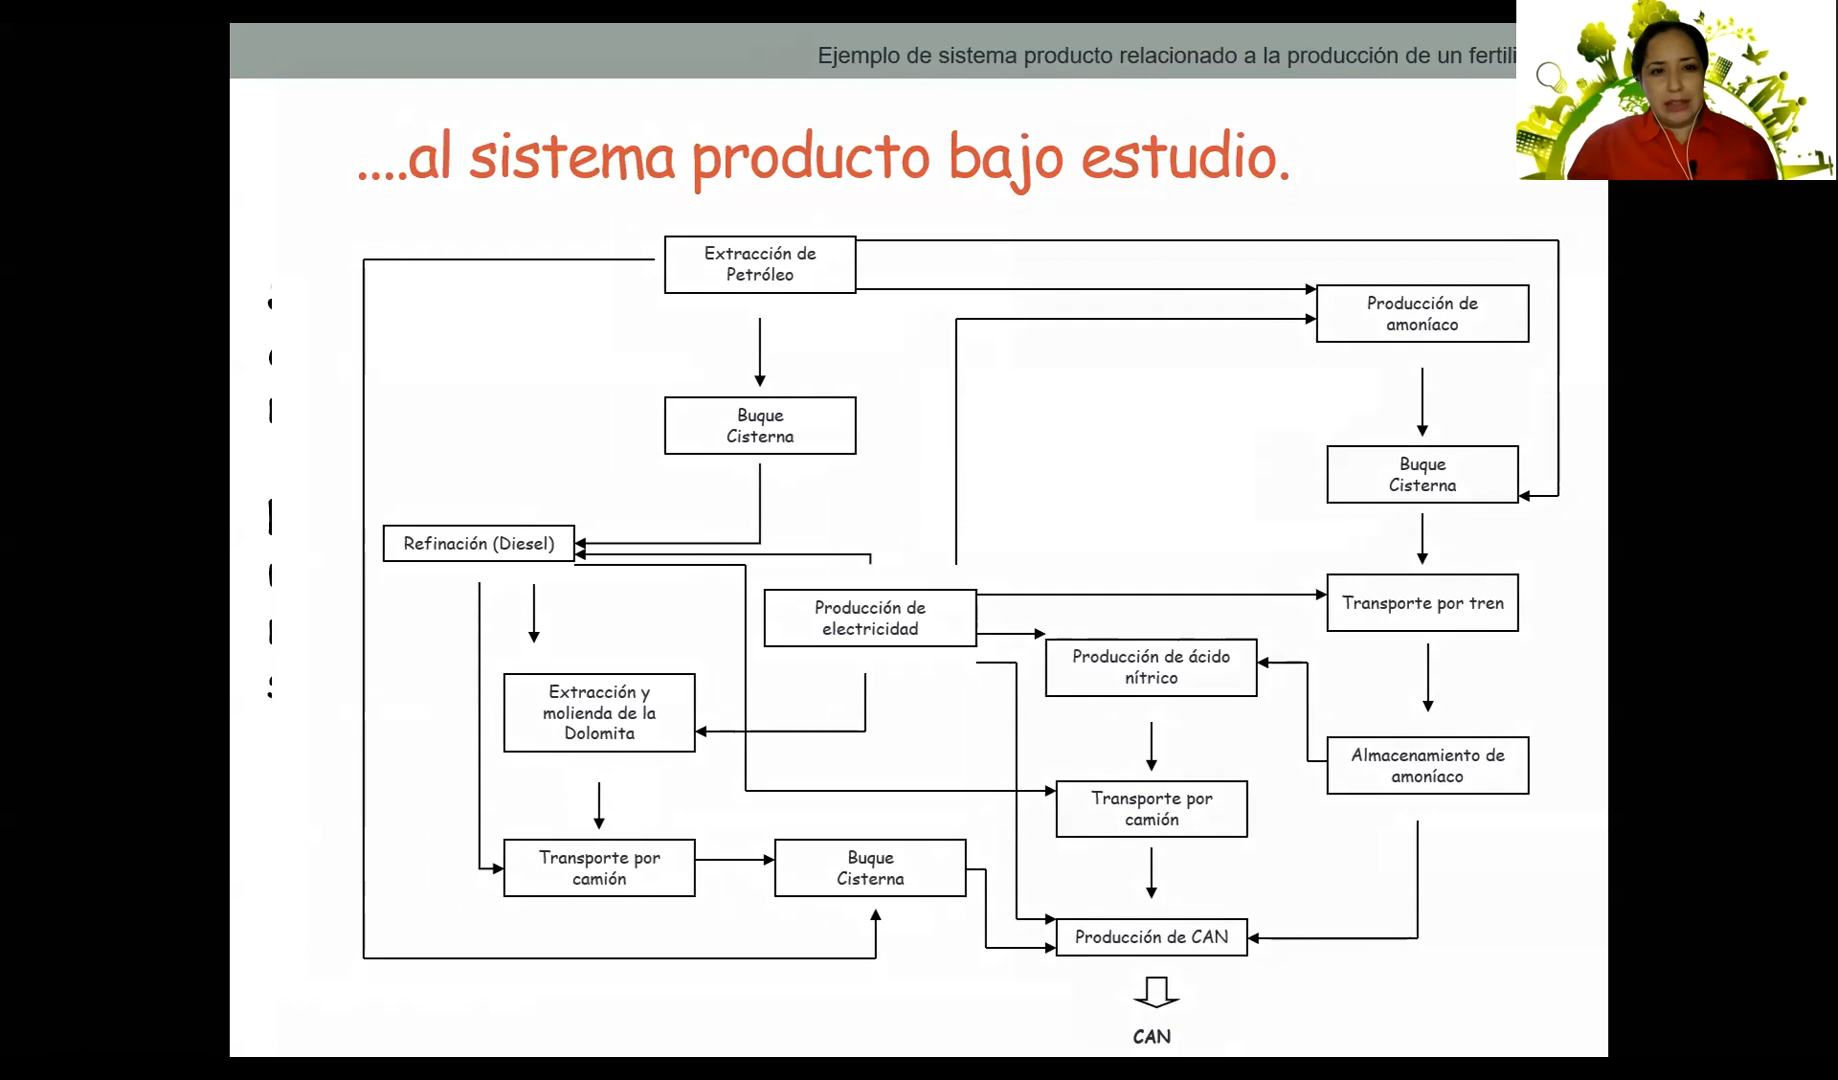 Ejemplo de sistema producto relacionado a la producción de un
....al sistema producto bajo estudio.
Extracción de
Petróleo
Producción de
amoníaco
Buque
Cisterna
Buque
Cisterna
Refinación (Diesel)
Transporte por tren
Producción de
electricidad
Producción de ácido
nítrico
Extracción y
molienda de la
Dolomita
Almacenamiento de
amoníaco
Transporte por
camión
Transporte por
camión
Buque
Cisterna
Producción de CAN
CAN